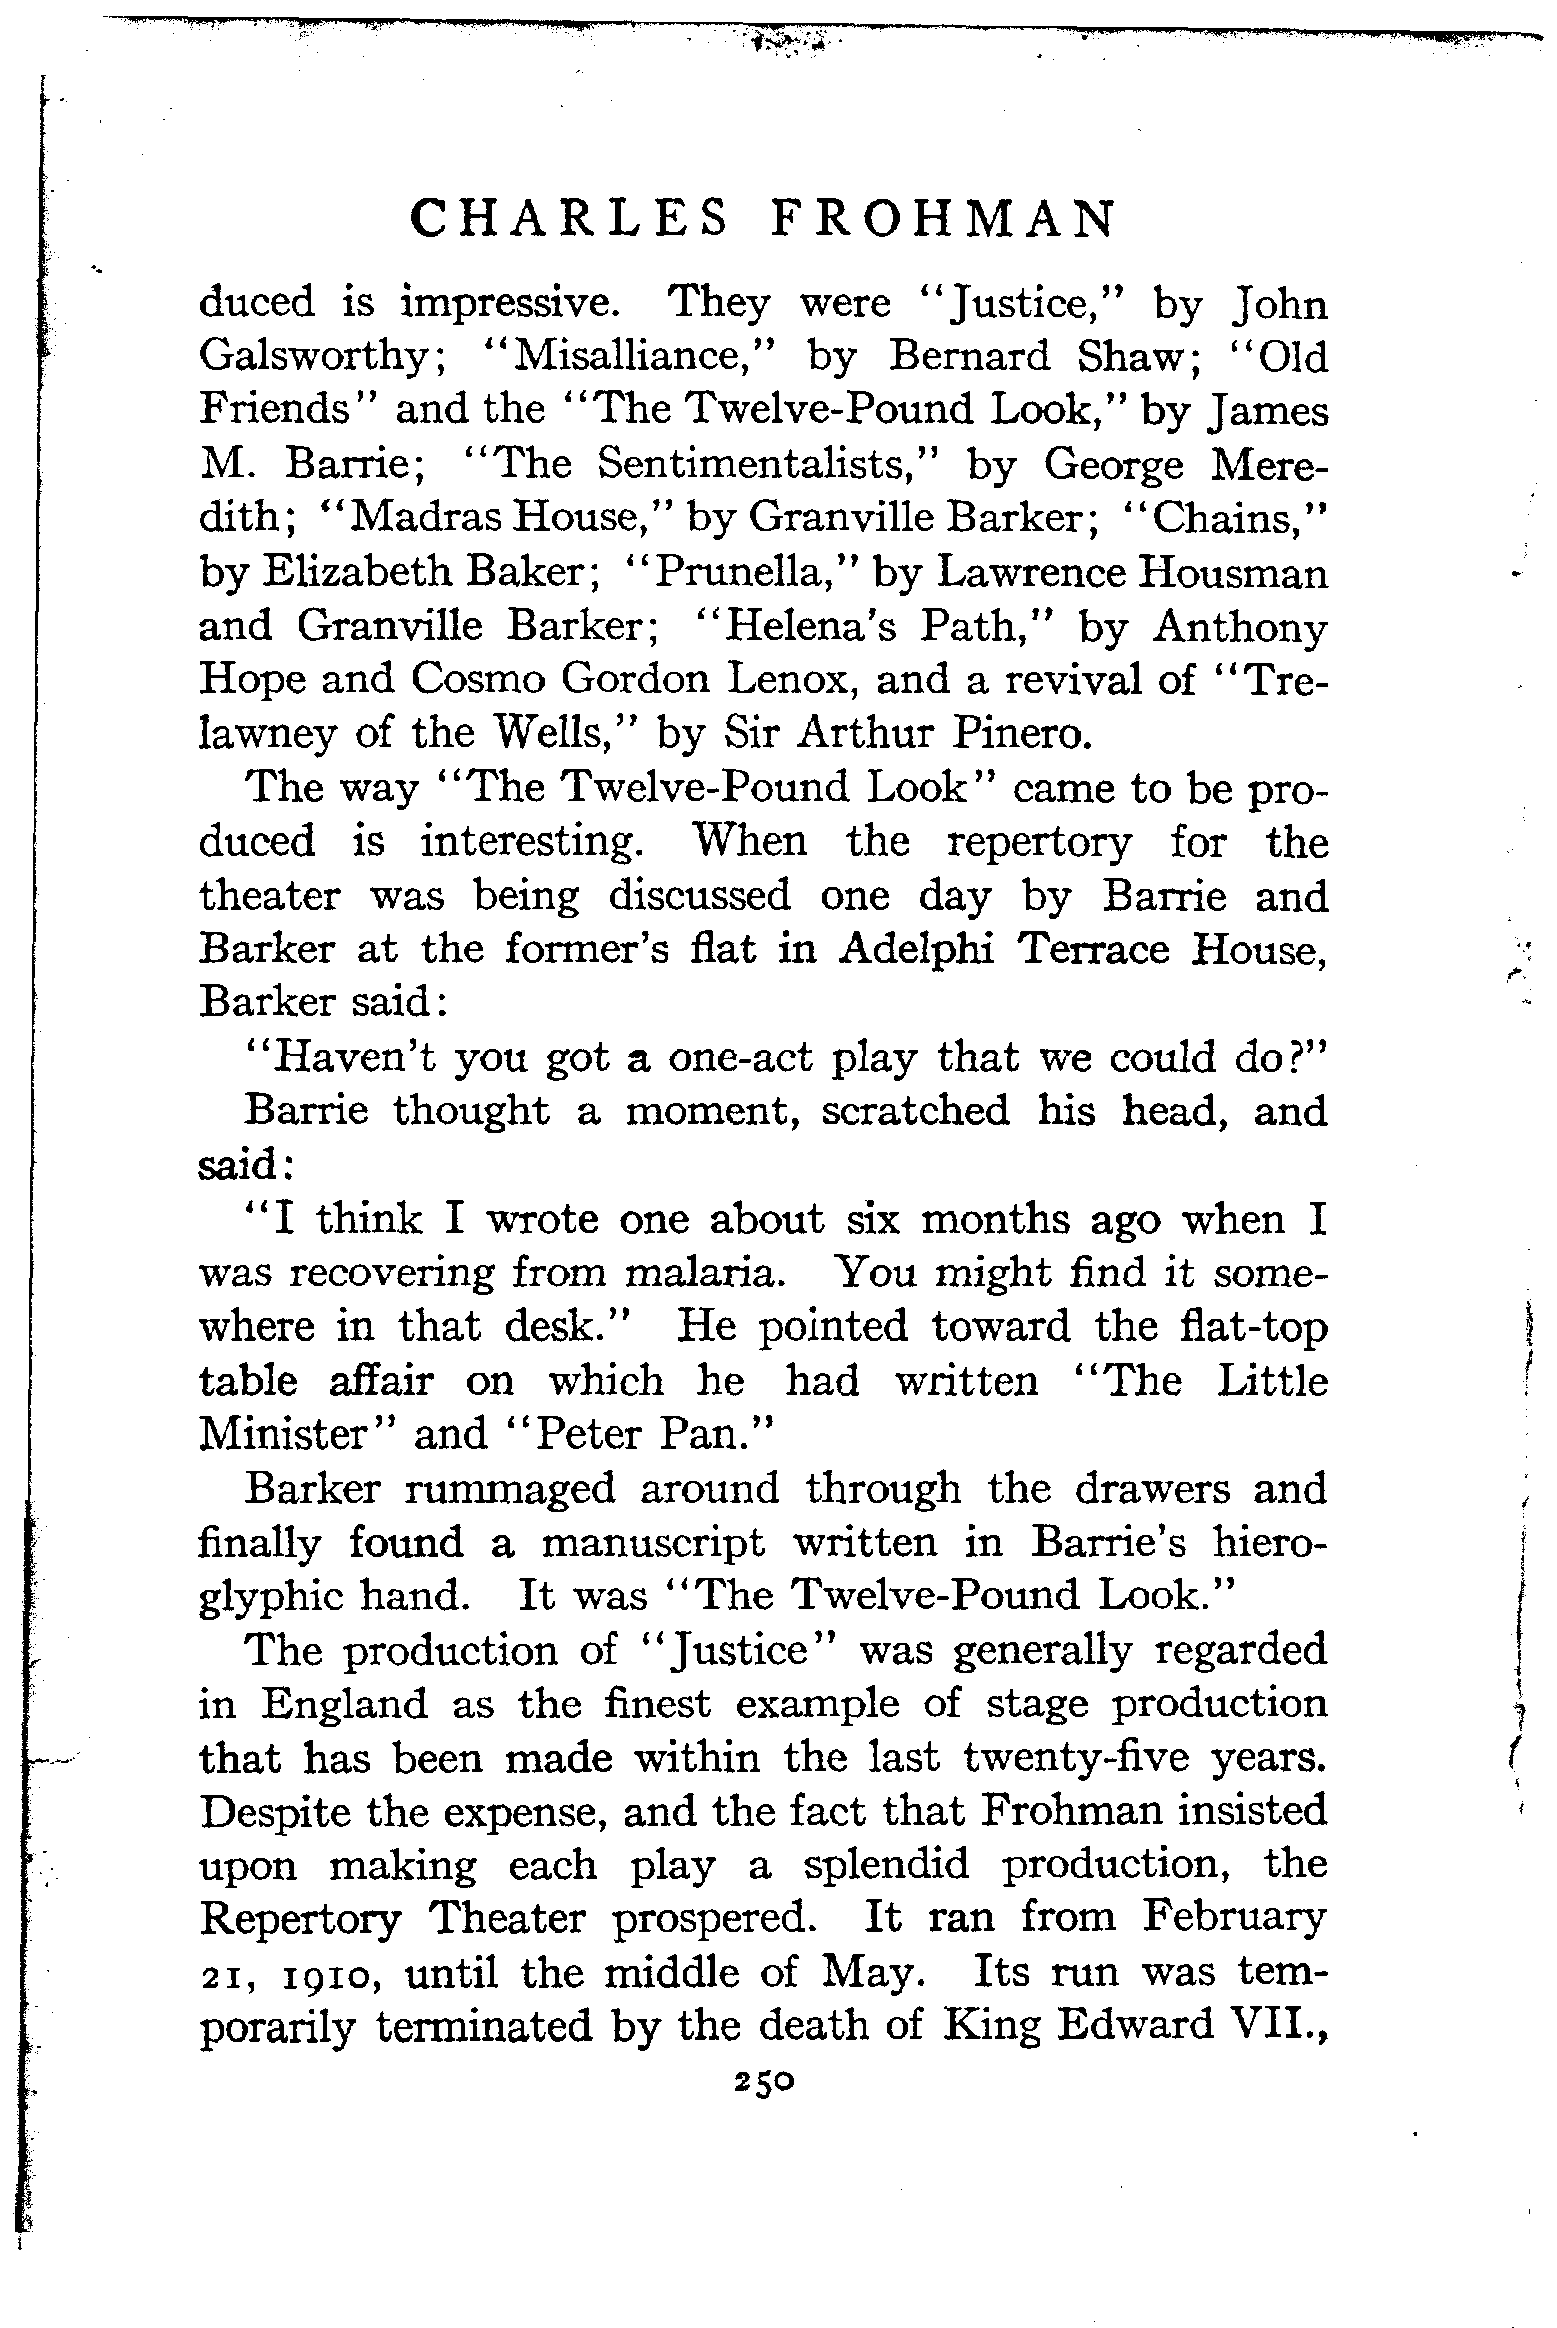 CHARLES FROHMAN
duced is impressive. They were "Justice," by John
Galsworthy; "Misalliance," by Bernard Shaw; "Old
Friends" and the "The Twelve-Pound Look," by James
M. Barrie; "The Sentimentalists," by George Mere-
dith; "Madras House," by Granville Barker; "Chains,"
by Elizabeth Baker; "Prunella," by Lawrence Housman
and Granville Barker; "Helena's Path," by Anthony
Hope and Cosmo Gordon Lenox, and a revival of "Tre-
lawney of the Wells," by Sir Arthur Pinero.
The way "The Twelve-Pound Look" came to be pro-
duced is interesting. When the repertory for the
theater was being discussed one day by Barrie and
Barker at the former's flat in Adelphi Terrace House,
Barker said:
"Haven't you got a one-act play that we could do?"
Barrie thought a moment, scratched his head, and
said:
"I think I wrote one about six months ago when I
was recovering from malaria. You might find it some-
where in that desk." He pointed toward the flat-top
table affair on which he had written "The Little
Minister" and "Peter Pan."
Barker rummaged around through the drawers and
finally found a manuscript written in Barrie's hiero-
glyphic hand. It was "The Twelve-Pound Look."
The production of "Justice" was generally regarded
in England as the finest example of stage production
that has been made within the last twenty-five years.
Despite the expense, and the fact that Frohman insisted
upon making each play a splendid production, the
Repertory Theater prospered. It ran from February
21, 1910, until the middle of May. Its run was tem-
porarily terminated by the death of King Edward VII.,
250